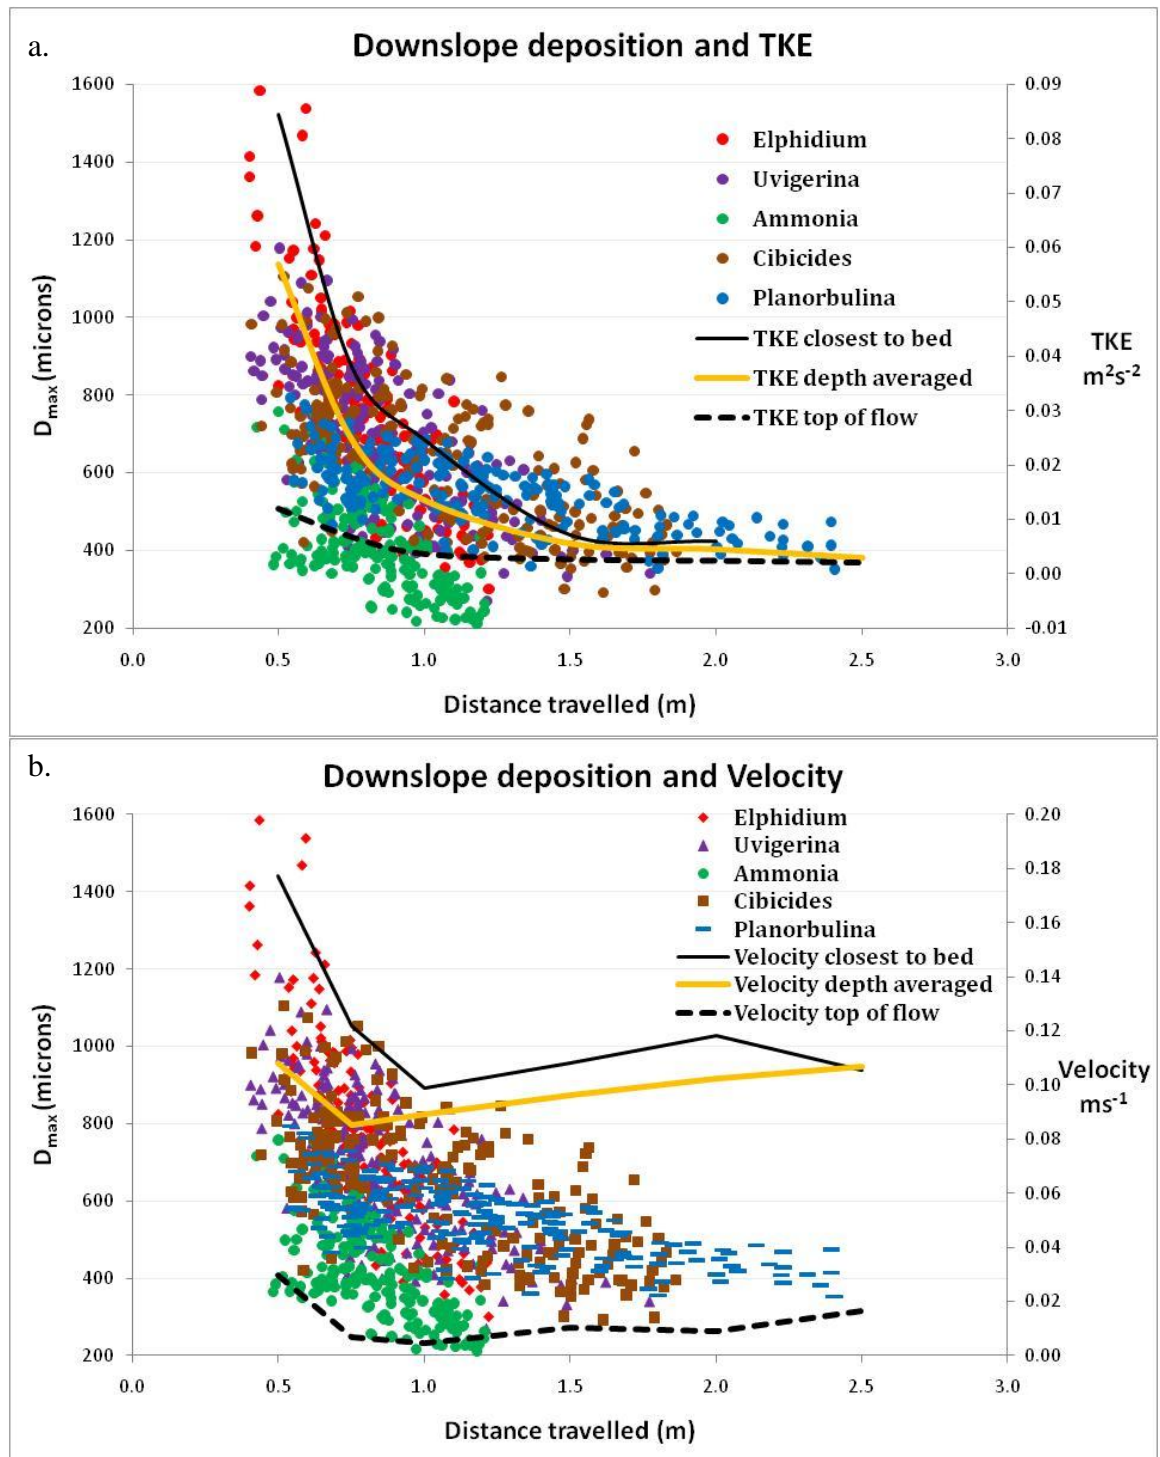 a.
Downslope deposition and TKE
1600
1400
1200
1000
800
600
400
200
D_max (microns)
0.09
0.08
0.07
0.06
0.05
0.04
0.03
0.02
0.01
0.00
-0.01
TKE
m²s⁻²
Elphidium
Uvigerina
Ammonia
Cibicides
Planorbulina
TKE closest to bed
TKE depth averaged
TKE top of flow
0.0 0.5 1.0 1.5 2.0 2.5 3.0
Distance travelled (m)
b.
Downslope deposition and Velocity
1600
1400
1200
1000
800
600
400
200
D_max (microns)
0.20
0.18
0.16
0.14
0.12
0.10
0.08
0.06
0.04
0.02
0.00
Velocity
ms⁻¹
Elphidium
Uvigerina
Ammonia
Cibicides
Planorbulina
Velocity closest to bed
Velocity depth averaged
Velocity top of flow
0.0 0.5 1.0 1.5 2.0 2.5 3.0
Distance travelled (m)